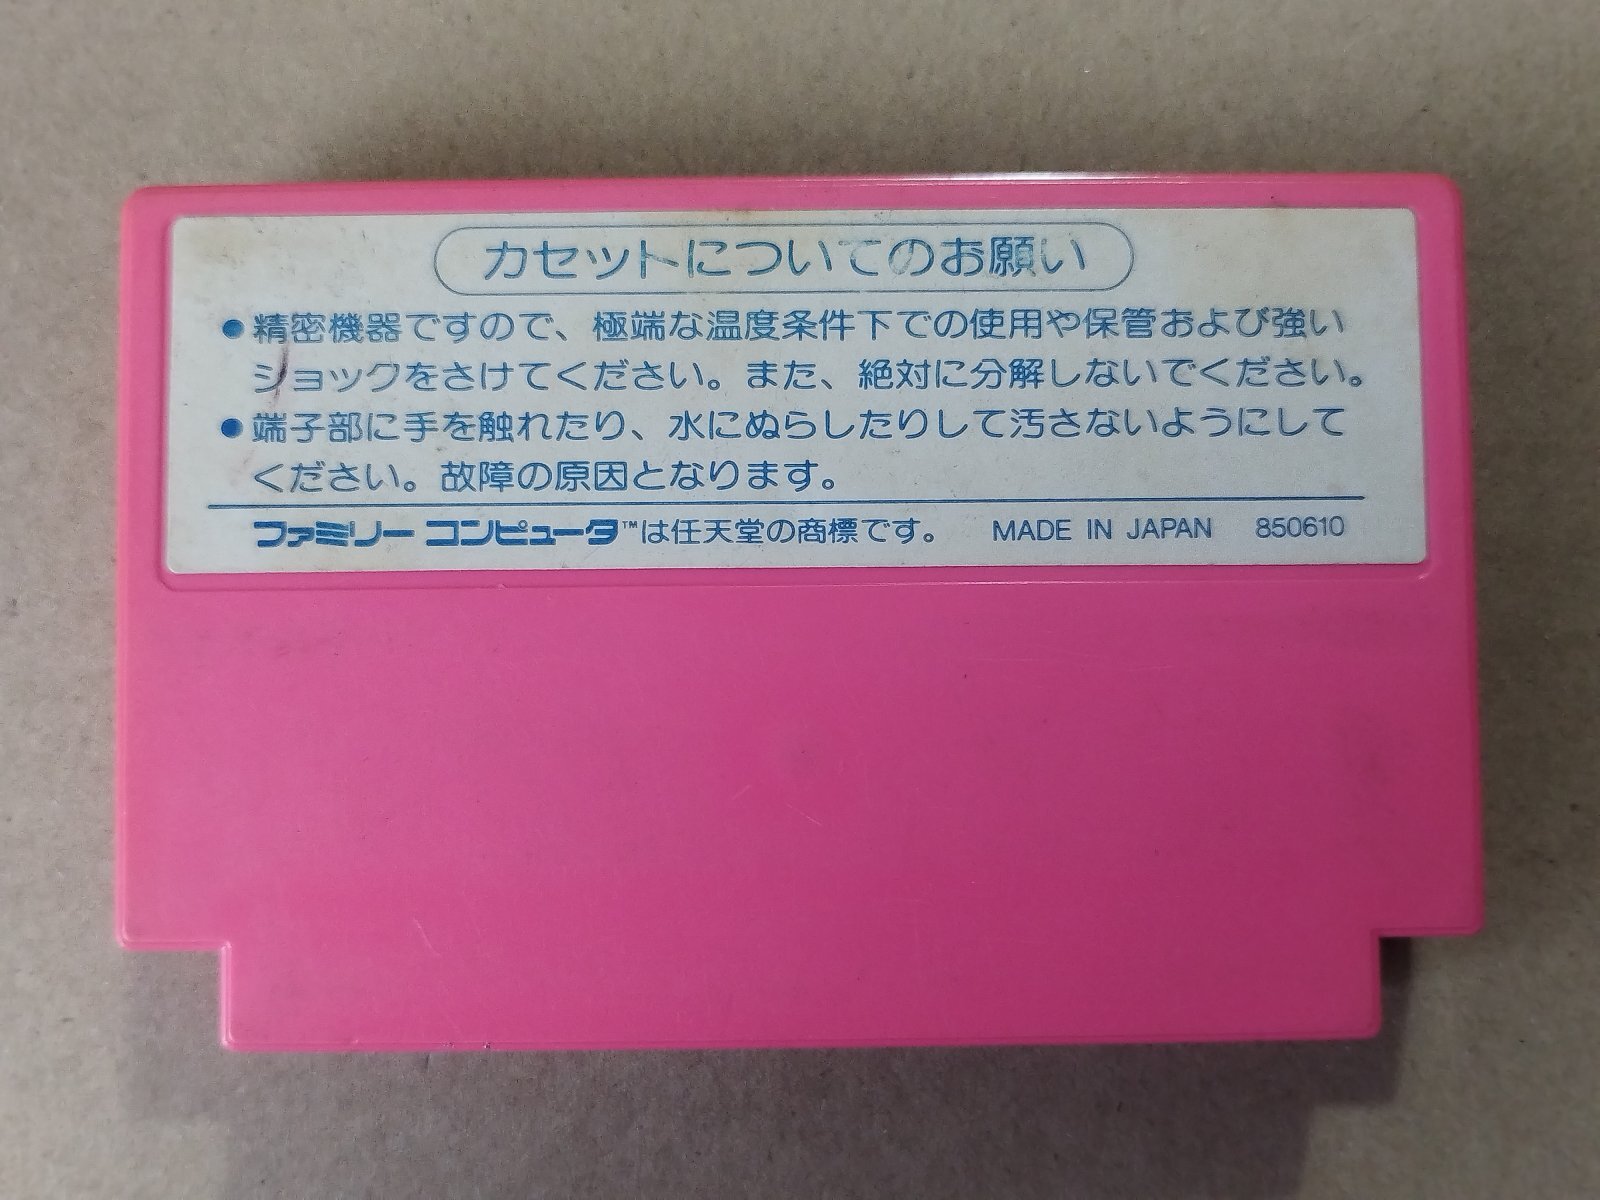 カセットについてのお願い
●精密機器ですので、極端な温度条件下での使用や保管および強い
ショックをさけてください。また、絶対に分解しないでください。
●端子部に手を触れたり、水にぬらしたりして汚さないようにして
ください。故障の原因となります。
ファミリーコンピュータ™は任天堂の商標です。 MADE IN JAPAN 850610